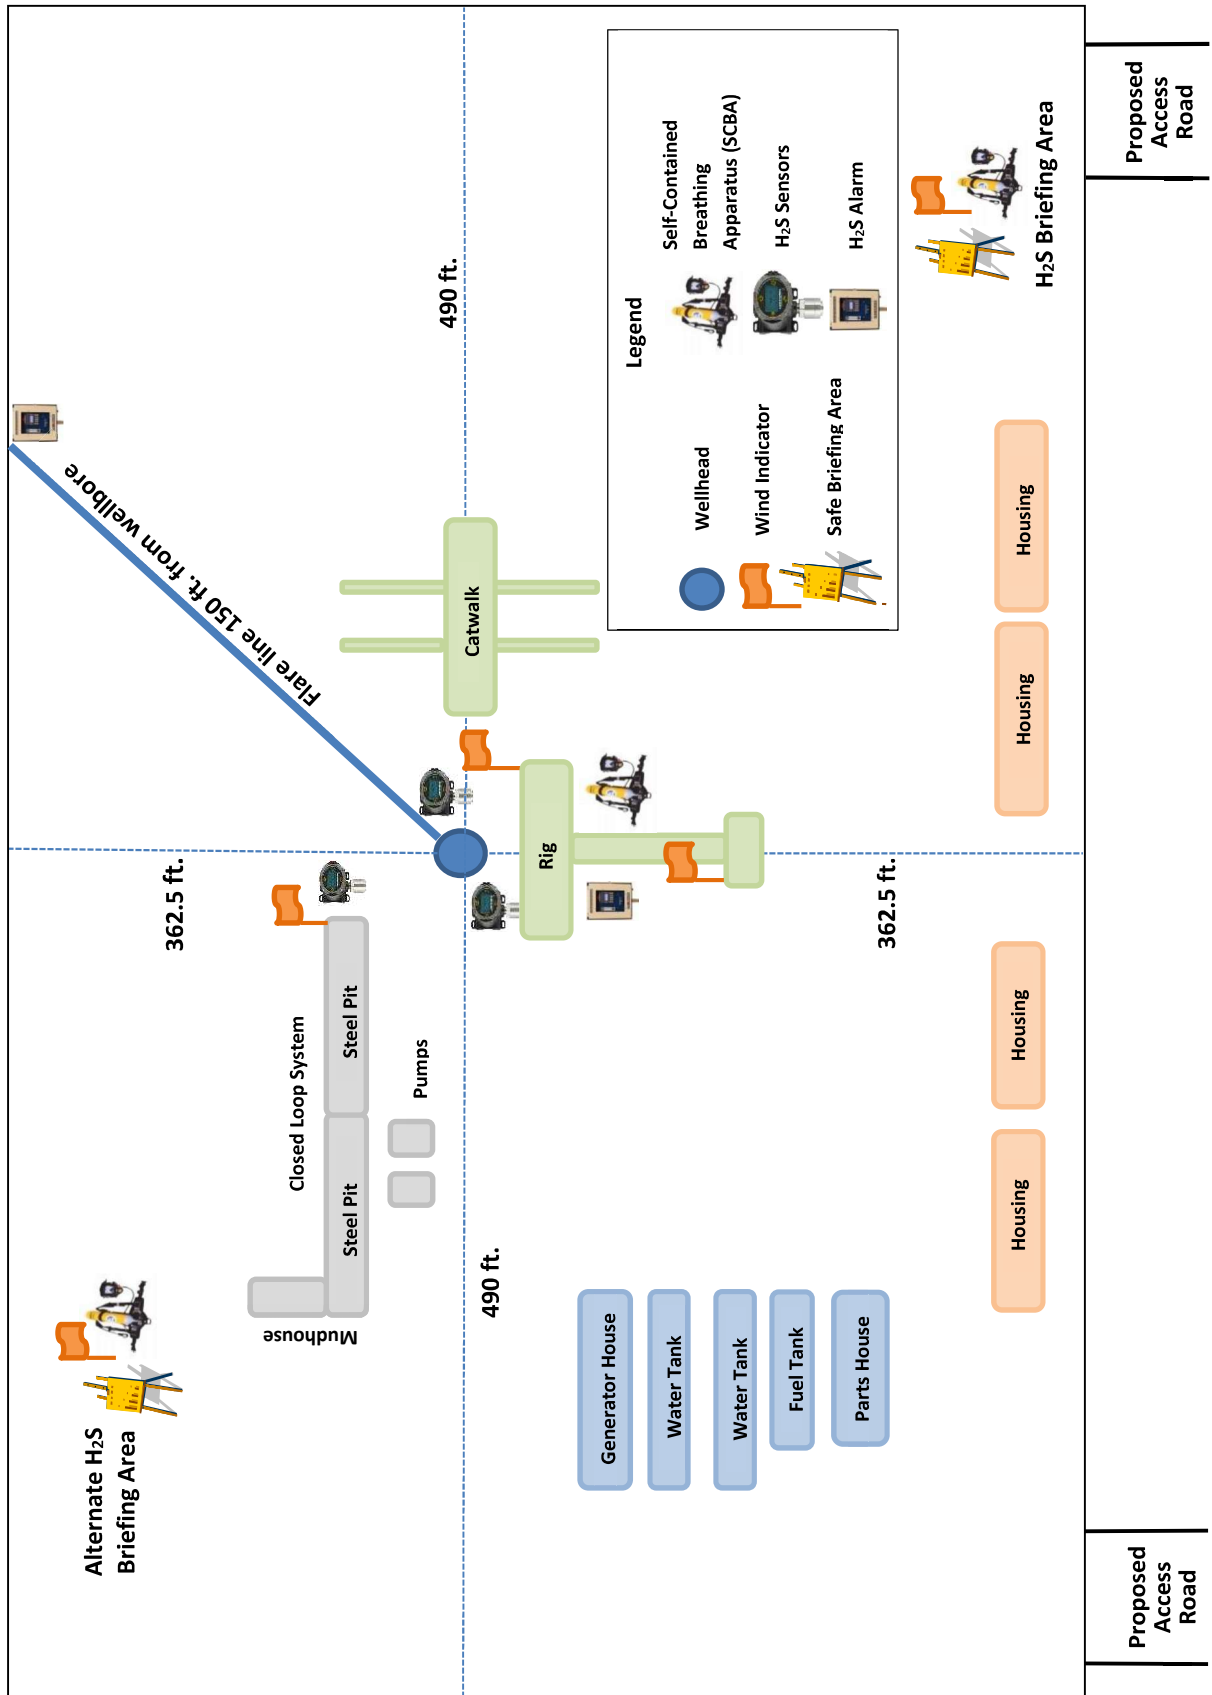 Alternate H₂S
Briefing Area
Flare line 150 ft. from wellbore
362.5 ft.
Closed Loop System
Mudhouse
Steel Pit
Steel Pit
Pumps
490 ft.
Catwalk
490 ft.
Rig
Generator House
Water Tank
Water Tank
Fuel Tank
Parts House
362.5 ft.
Legend
Wellhead
Wind Indicator
Safe Briefing Area
Self-Contained
Breathing
Apparatus (SCBA)
H₂S Sensors
H₂S Alarm
Housing
Housing
Housing
Housing
H₂S Briefing Area
Proposed
Access
Road
Proposed
Access
Road